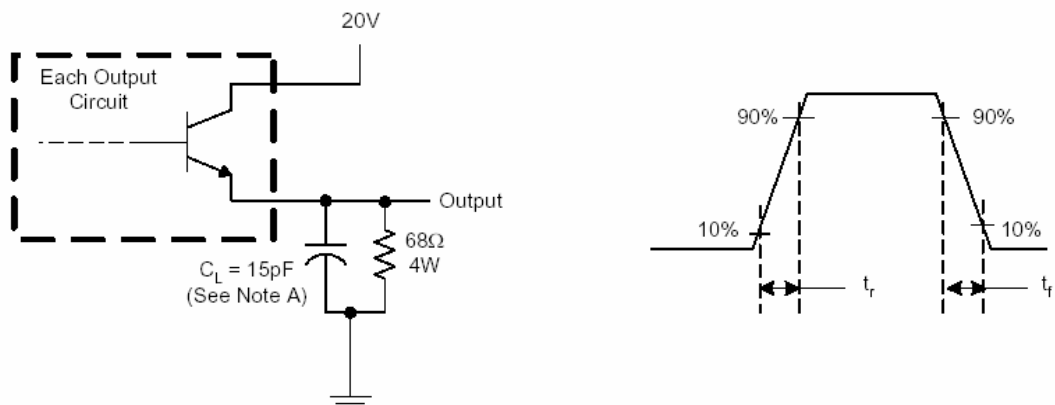 20V
Each Output
Circuit
Output
68Ω
4W
C_L = 15pF
(See Note A)
90%
90%
10%
10%
t_r
t_f